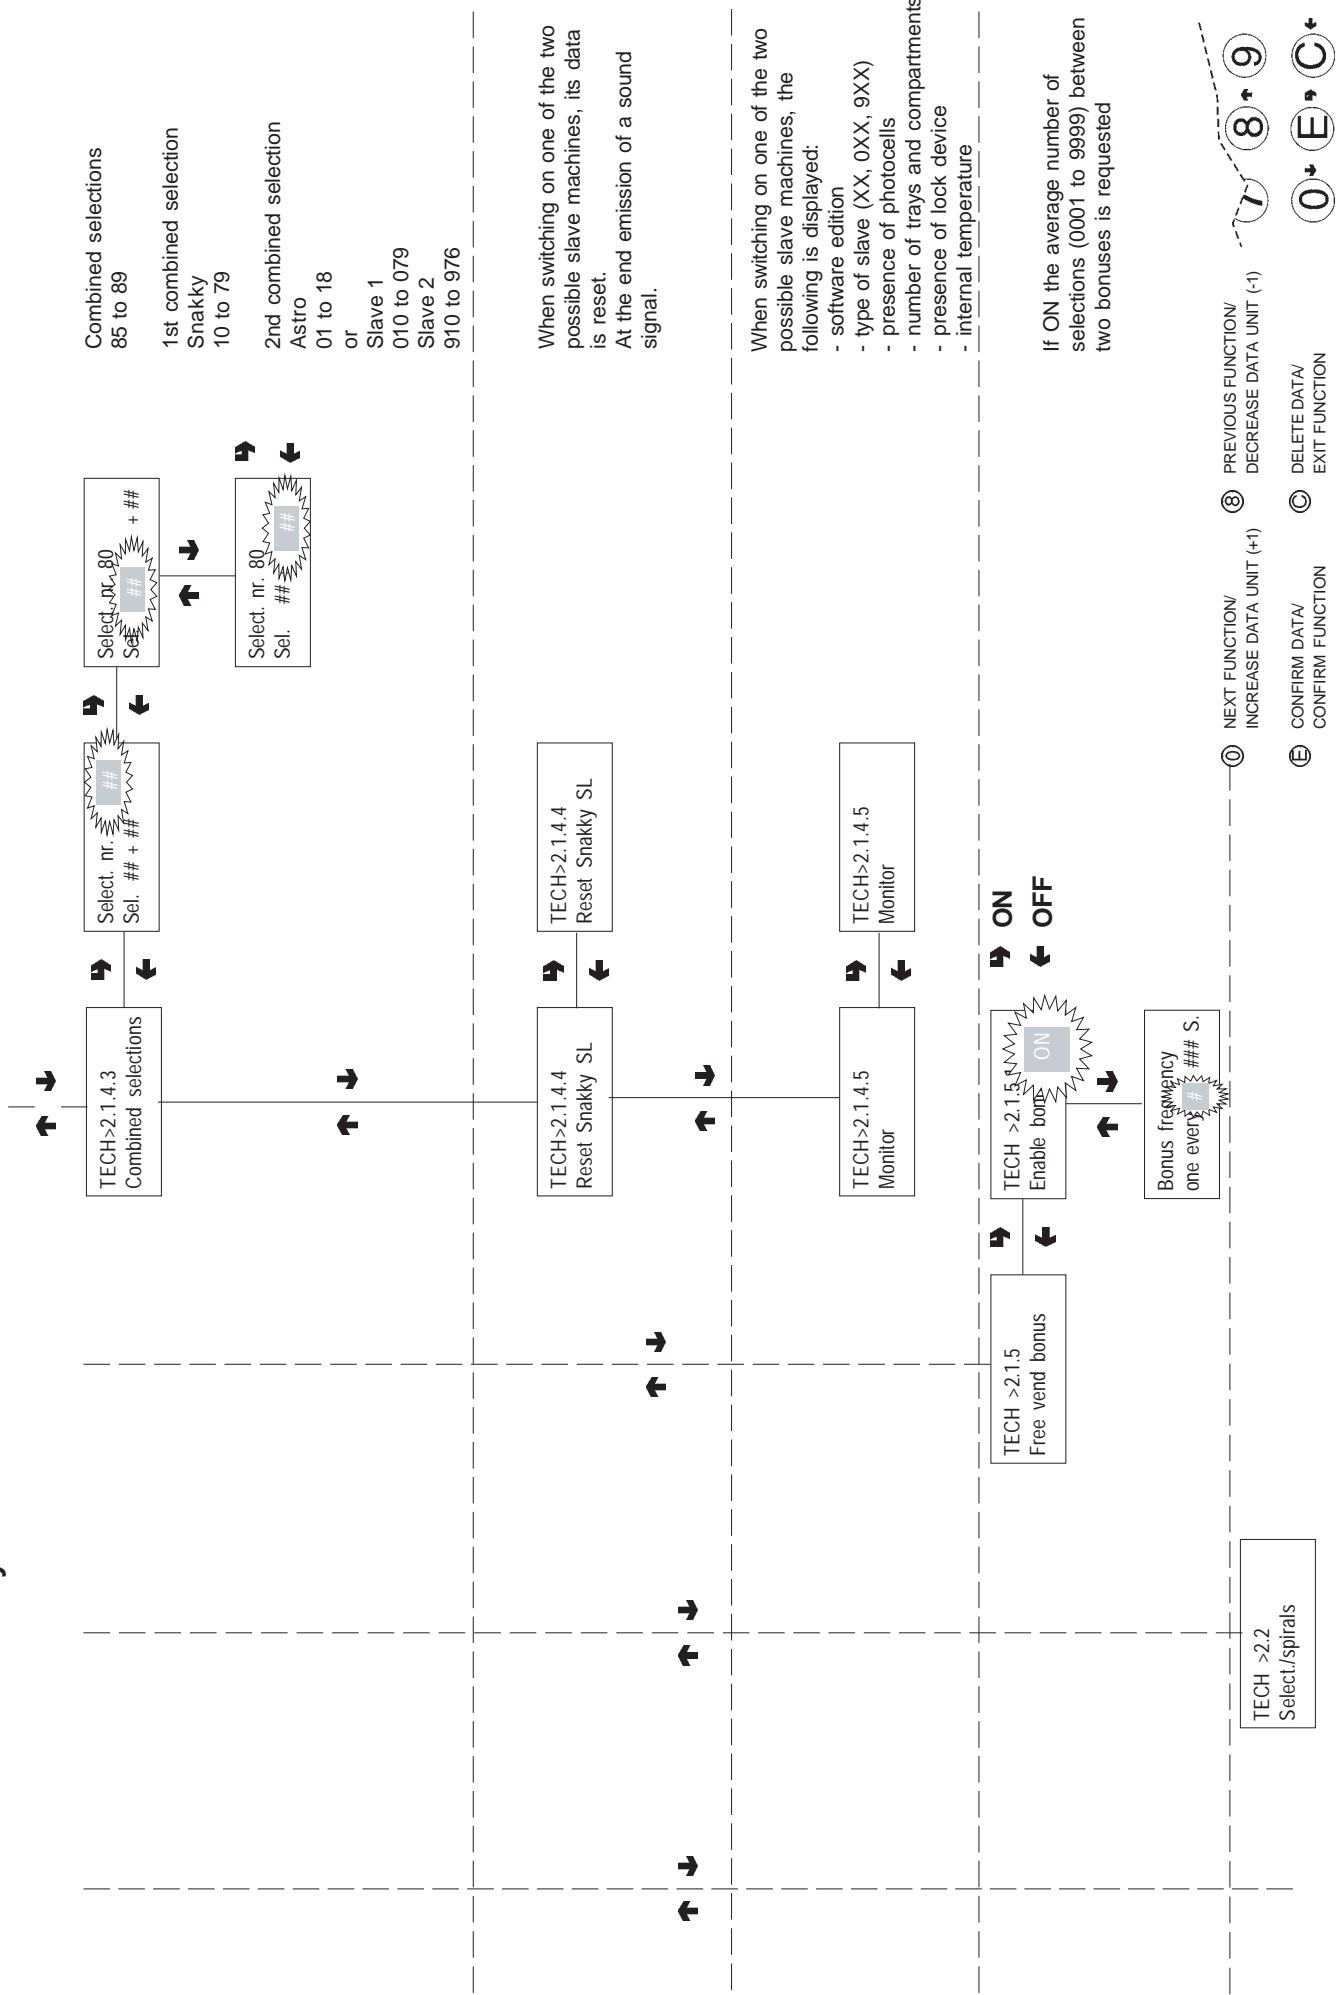 TECH>2.1.4.3
Combined selections
Select. nr. ##
Sel. ## + ##
Select. nr. 80
Sel. ## + ##
Select. nr. 80
Sel. ## ##
Combined selections
85 to 89
1st combined selection
Snakky
10 to 79
2nd combined selection
Astro
01 to 18
or
Slave 1
010 to 079
Slave 2
910 to 976
TECH>2.1.4.4
Reset Snakky SL
TECH>2.1.4.4
Reset Snakky SL
When switching on one of the two
possible slave machines, its data
is reset.
At the end emission of a sound
signal.
TECH>2.1.4.5
Monitor
TECH>2.1.4.5
Monitor
When switching on one of the two
possible slave machines, the
following is displayed:
- software edition
- type of slave (XX, 0XX, 9XX)
- presence of photocells
- number of trays and compartments
- presence of lock device
- internal temperature
TECH >2.1.5
Free vend bonus
TECH >2.1.5.1
Enable ON
ON
OFF
Bonus frequency
one every # ### S.
If ON the average number of
selections (0001 to 9999) between
two bonuses is requested
TECH >2.2
Select./spirals
0 NEXT FUNCTION/
INCREASE DATA UNIT (+1)
8 PREVIOUS FUNCTION/
DECREASE DATA UNIT (-1)
E CONFIRM DATA/
CONFIRM FUNCTION
C DELETE DATA/
EXIT FUNCTION
7 8 9
0 E C